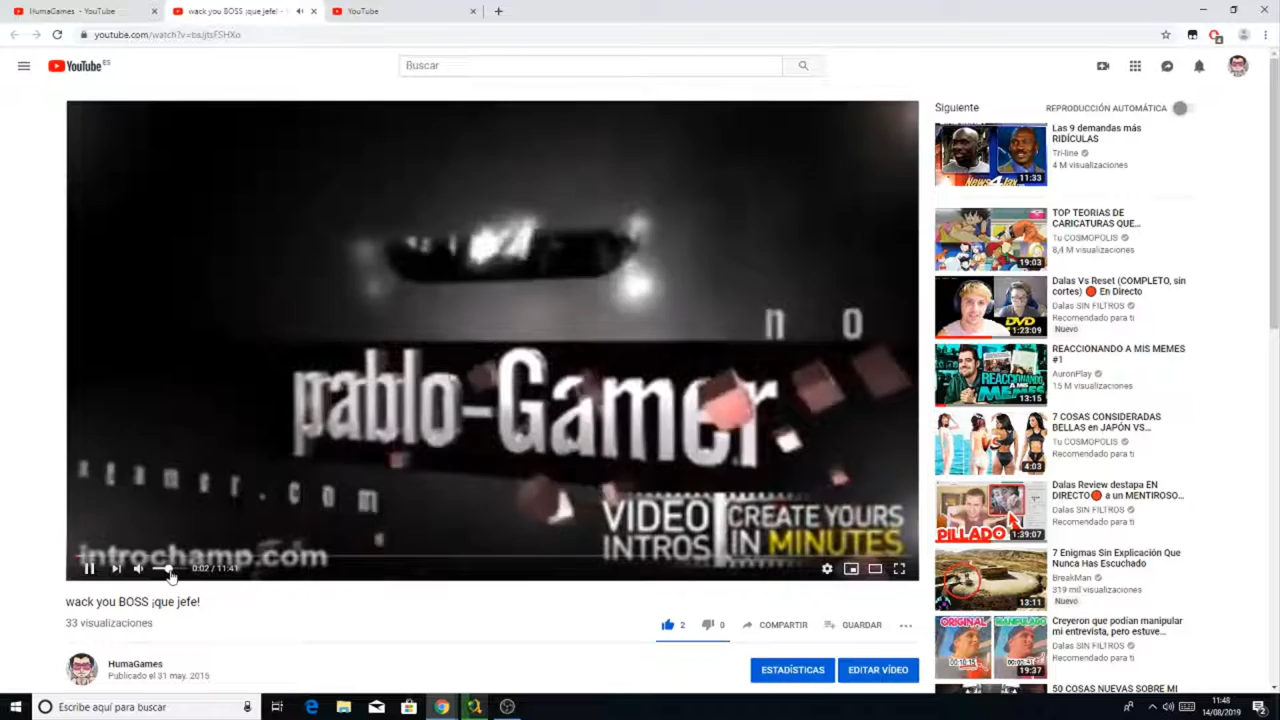 HumaGames - YouTube
wack you BOSS ¡que jefe! -
YouTube
YouTube ES
Buscar
n o
ablo-Gamer
introchamp.com
VIDEO INTROS
CREATE YOURS IN MINUTES
0:02 / 11:41
wack you BOSS ¡que jefe!
33 visualizaciones
2
0
COMPARTIR
GUARDAR
HumaGames
Publicado el 31 may. 2015
ESTADÍSTICAS
EDITAR VÍDEO
Siguiente
REPRODUCCIÓN AUTOMÁTICA
11:33
Las 9 demandas más
RIDÍCULAS
Tri-line
4 M visualizaciones
19:03
TOP TEORIAS DE
CARICATURAS QUE...
Tu COSMOPOLIS
8,4 M visualizaciones
DVD
1:23:09
Dalas Vs Reset (COMPLETO, sin
cortes) 🔴 En Directo
Dalas SIN FILTROS
Recomendado para ti
Nuevo
REACCIONANDO
A MIS
MEMES
13:15
REACCIONANDO A MIS MEMES
#1
AuronPlay
15 M visualizaciones
VS
4:03
7 COSAS CONSIDERADAS
BELLAS en JAPÓN VS...
Tu COSMOPOLIS
Recomendado para ti
PILLADO
1:39:07
Dalas Review destapa EN
DIRECTO🔴 a un MENTIROSO...
Dalas SIN FILTROS
Recomendado para ti
13:11
7 Enigmas Sin Explicación Que
Nunca Has Escuchado
BreakMan
319 mil visualizaciones
Nuevo
ORIGINAL
MANIPULADO
00:10:15
19:37
Creyeron que podían manipular
mi entrevista, pero estuve...
Dalas SIN FILTROS
Recomendado para ti
50 COSAS NUEVAS SOBRE MI
Escribe aquí para buscar
11:48
14/08/2019
2